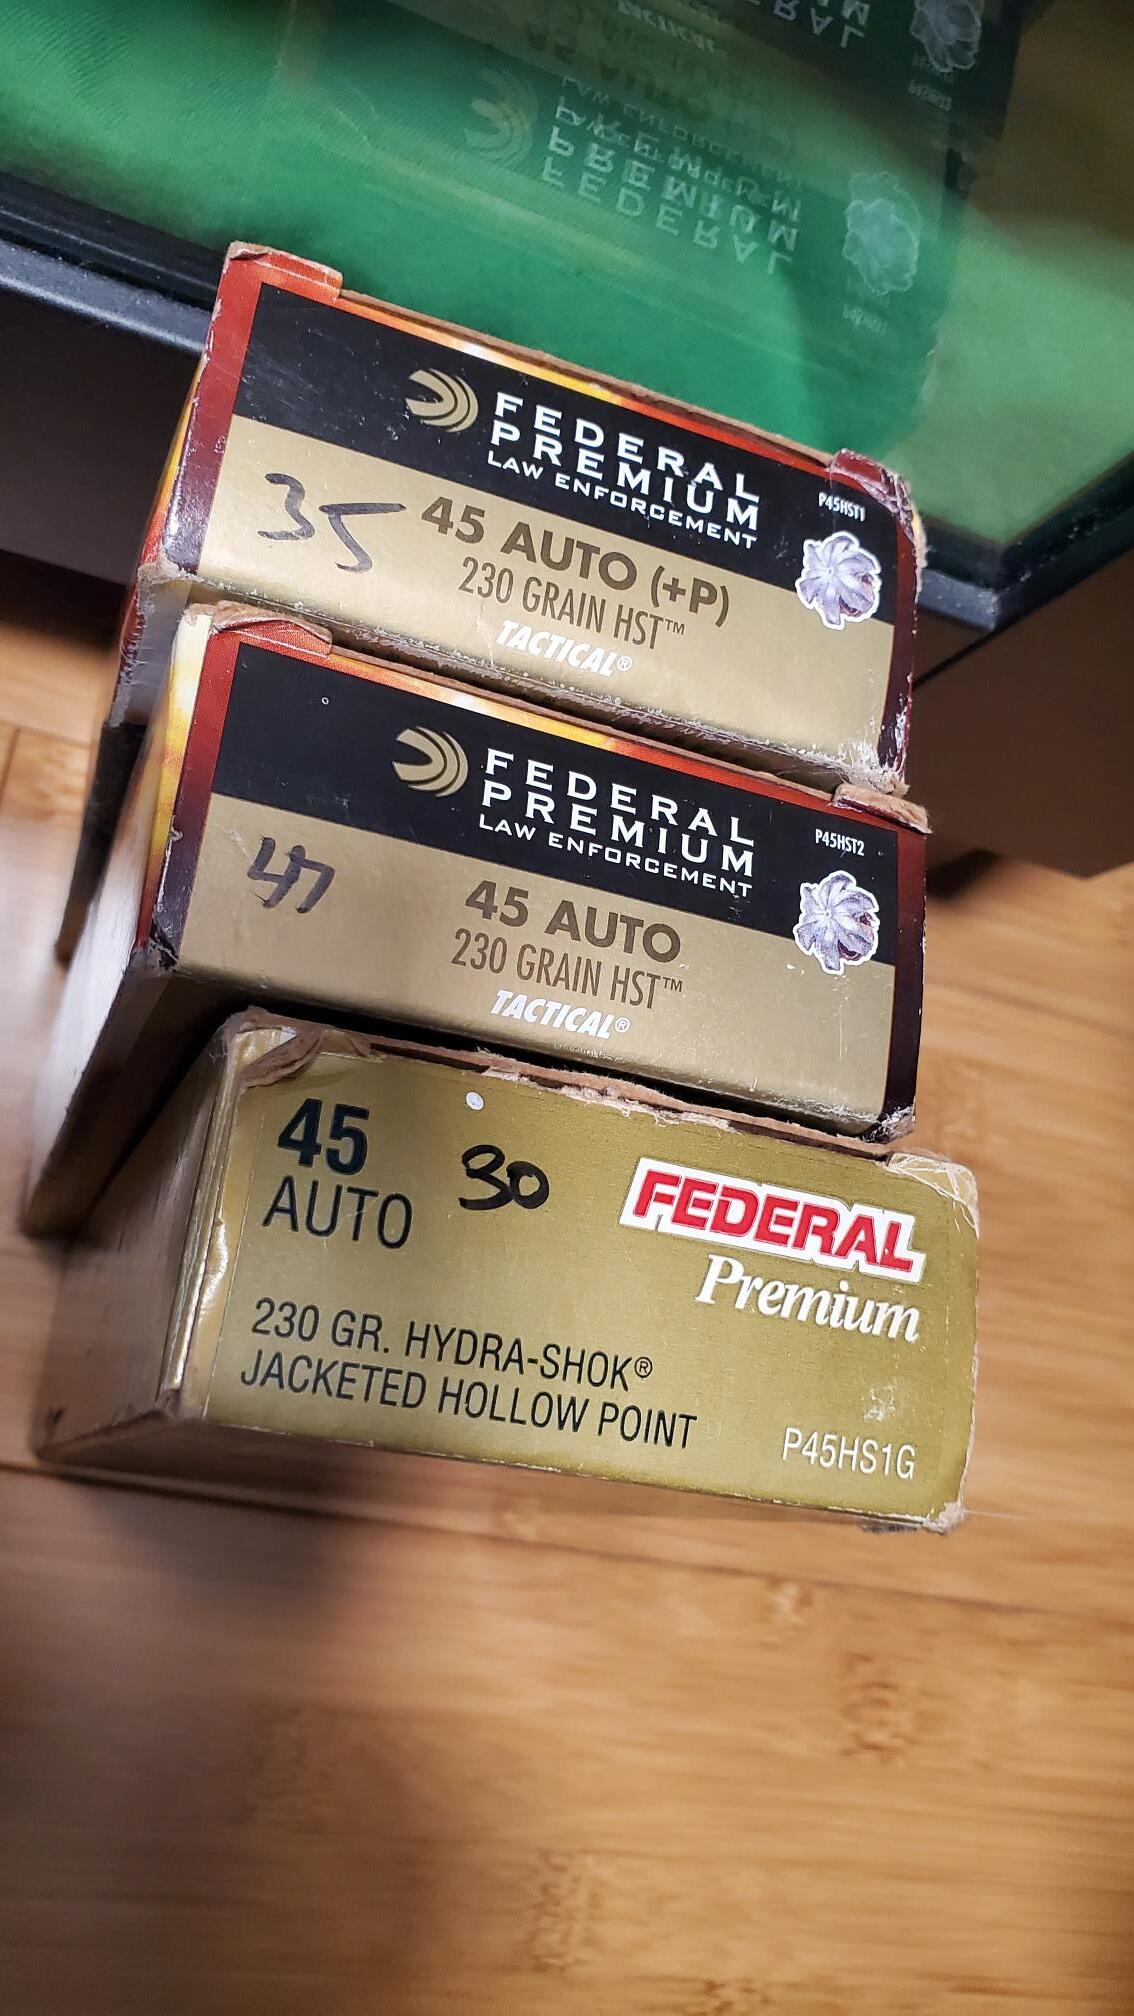 FEDERAL
PREMIUM
LAW ENFORCEMENT
P45HST1
35
45 AUTO (+P)
230 GRAIN HST™
TACTICAL®
FEDERAL
PREMIUM
LAW ENFORCEMENT
P45HST2
47
45 AUTO
230 GRAIN HST™
TACTICAL®
45
AUTO
30
FEDERAL
Premium
230 GR. HYDRA-SHOK®
JACKETED HOLLOW POINT
P45HS1G